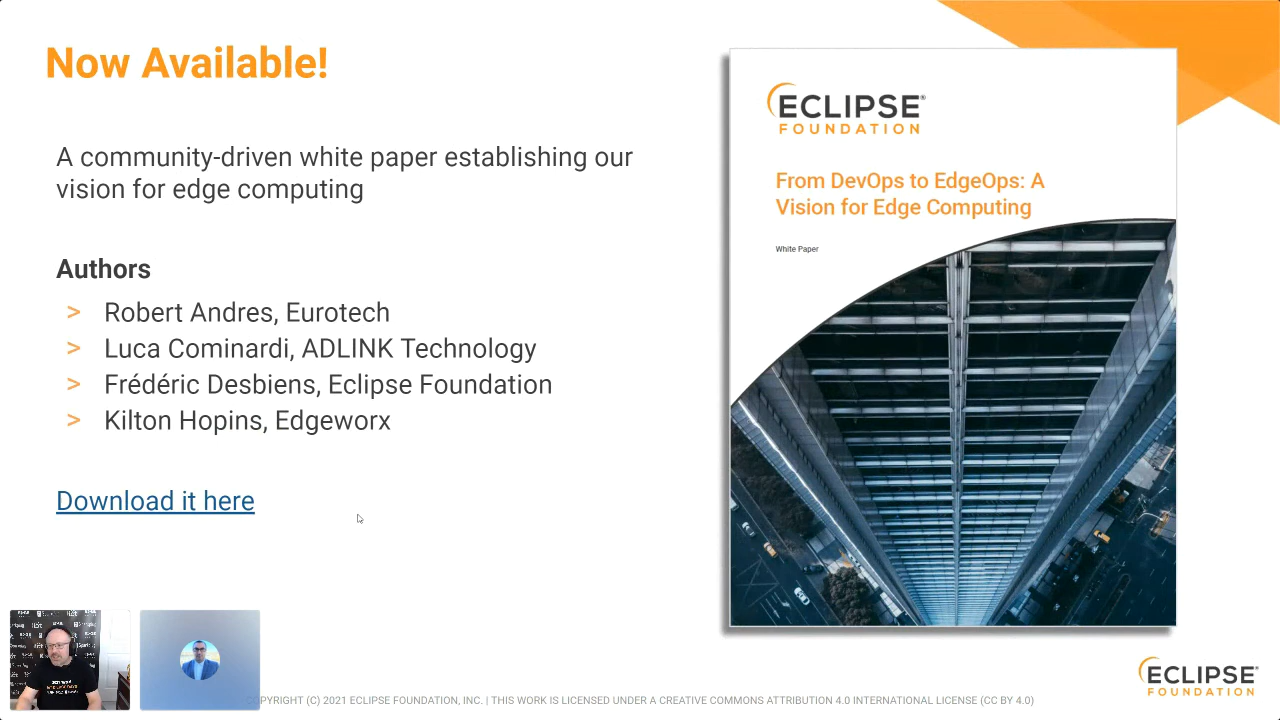 Now Available!
A community-driven white paper establishing our
vision for edge computing
Authors
> Robert Andres, Eurotech
> Luca Cominardi, ADLINK Technology
> Frédéric Desbiens, Eclipse Foundation
> Kilton Hopins, Edgeworx
Download it here
ECLIPSE®
FOUNDATION
From DevOps to EdgeOps: A
Vision for Edge Computing
White Paper
COPYRIGHT (C) 2021 ECLIPSE FOUNDATION, INC. | THIS WORK IS LICENSED UNDER A CREATIVE COMMONS ATTRIBUTION 4.0 INTERNATIONAL LICENSE (CC BY 4.0)
ECLIPSE®
FOUNDATION